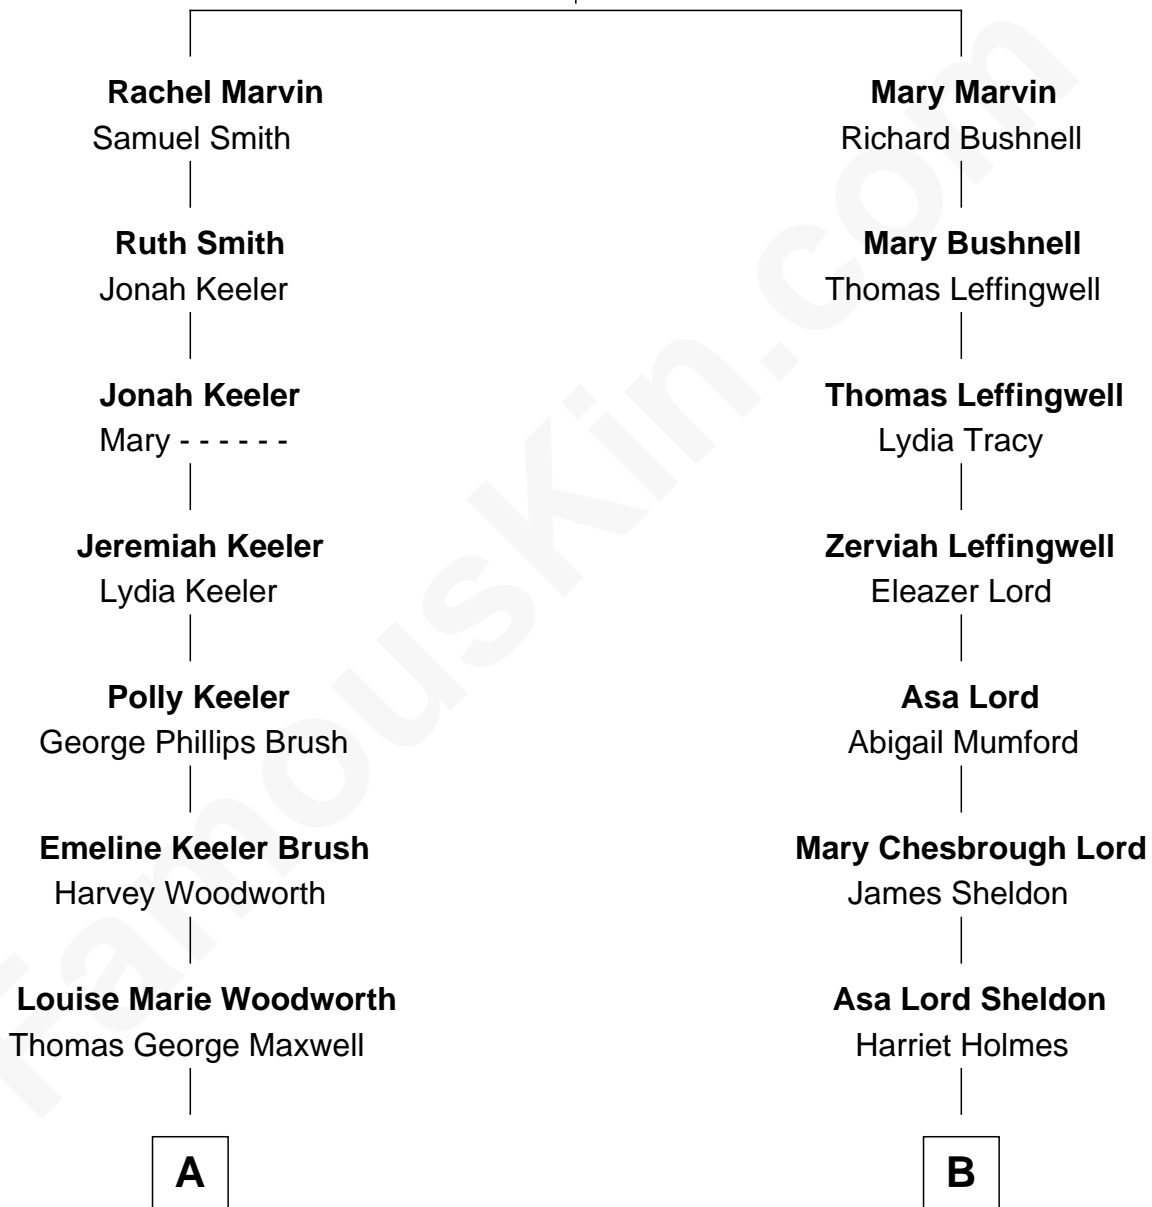 Rachel Marvin
Samuel Smith
Mary Marvin
Richard Bushnell
Ruth Smith
Jonah Keeler
Mary Bushnell
Thomas Leffingwell
Jonah Keeler
Mary - - - - - -
Thomas Leffingwell
Lydia Tracy
Jeremiah Keeler
Lydia Keeler
Zerviah Leffingwell
Eleazer Lord
Polly Keeler
George Phillips Brush
Asa Lord
Abigail Mumford
Emeline Keeler Brush
Harvey Woodworth
Mary Chesbrough Lord
James Sheldon
Louise Marie Woodworth
Thomas George Maxwell
Asa Lord Sheldon
Harriet Holmes
A
B
FamousKin.com